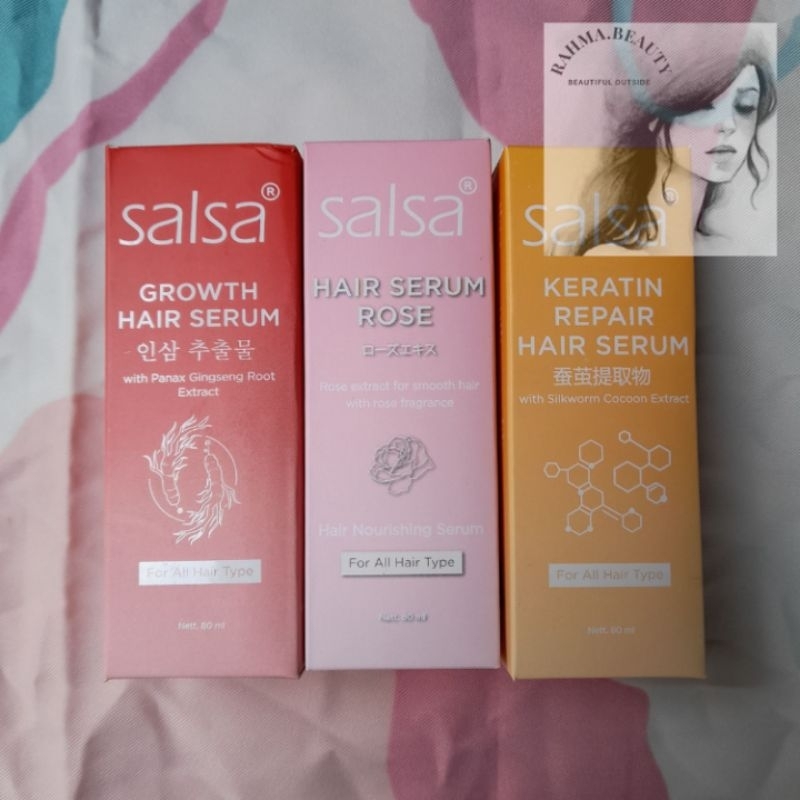 RAHMA.BEAUTY
BEAUTIFUL OUTSIDE
salsa®
GROWTH
HAIR SERUM
인삼 추출물
with Panax Gingseng Root
Extract
For All Hair Type
Nett. 80 ml
salsa®
HAIR SERUM
ROSE
ローズエキス
Rose extract for smooth hair
with rose fragrance
Hair Nourishing Serum
For All Hair Type
Nett. 80 ml
salsa®
KERATIN
REPAIR
HAIR SERUM
蚕茧提取物
with Silkworm Cocoon Extract
For All Hair Type
Nett. 80 ml